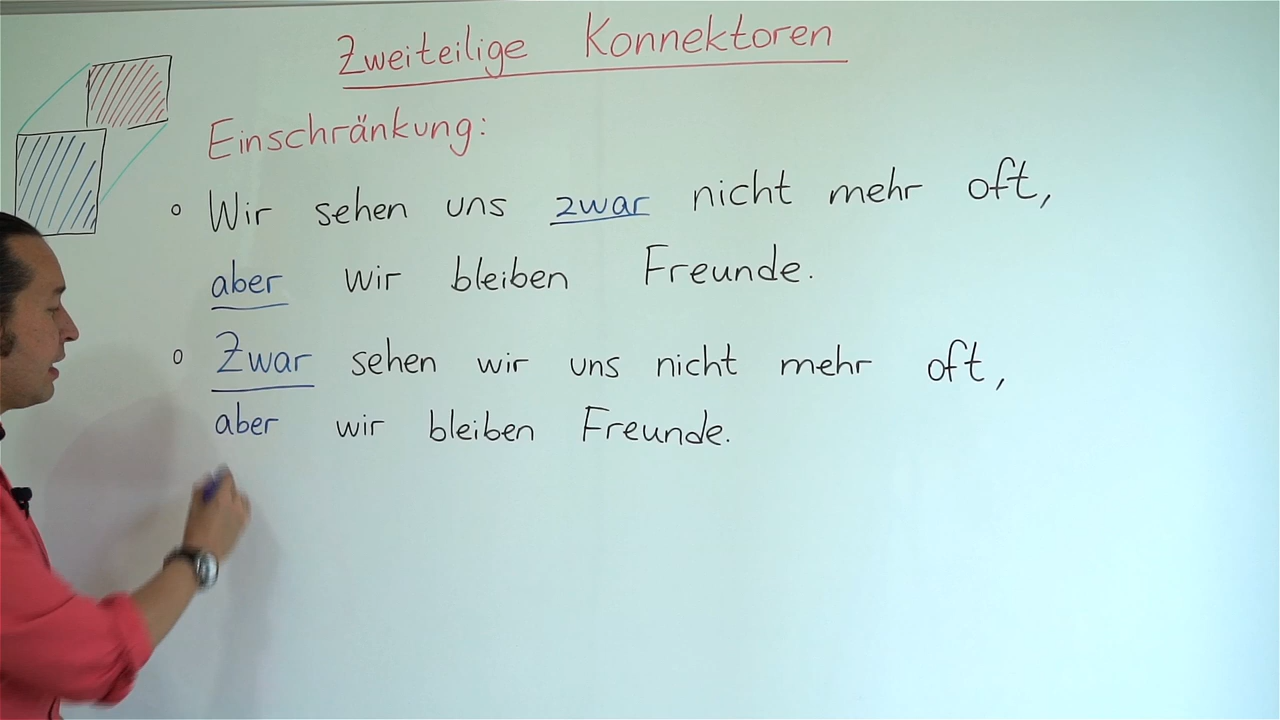 Zweiteilige Konnektoren
Einschränkung:
Wir sehen uns zwar nicht mehr oft,
aber wir bleiben Freunde.
Zwar sehen wir uns nicht mehr oft,
aber wir bleiben Freunde.